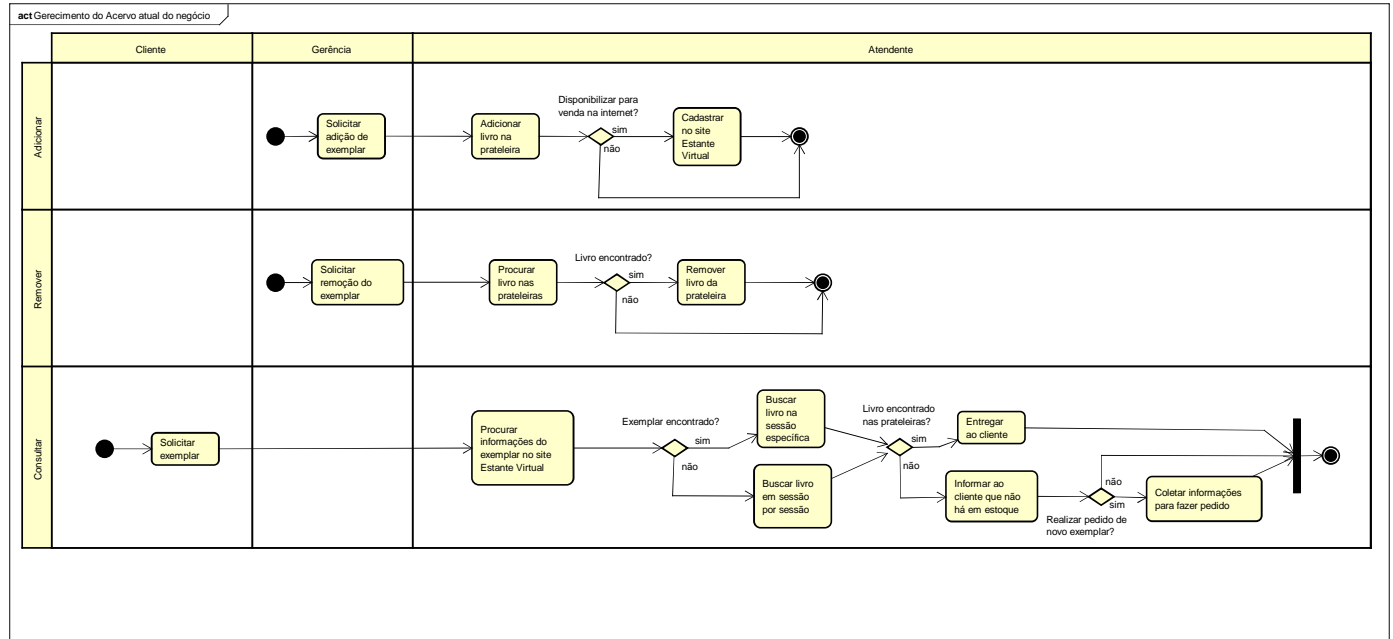 act Gerecimento do Acervo atual do negócio
Cliente
Gerência
Atendente
Adicionar
Solicitar
adição de
exemplar
Adicionar
livro na
prateleira
Disponibilizar para
venda na internet?
sim
não
Cadastrar
no site
Estante
Virtual
Remover
Solicitar
remoção do
exemplar
Procurar
livro nas
prateleiras
Livro encontrado?
sim
não
Remover
livro da
prateleira
Consultar
Solicitar
exemplar
Procurar
informações do
exemplar no site
Estante Virtual
Exemplar encontrado?
sim
não
Buscar
livro na
sessão
específica
Buscar livro
em sessão
por sessão
Livro encontrado
nas prateleiras?
sim
não
Entregar
ao cliente
Informar ao
cliente que não
há em estoque
não
sim
Realizar pedido de
novo exemplar?
Coletar informações
para fazer pedido